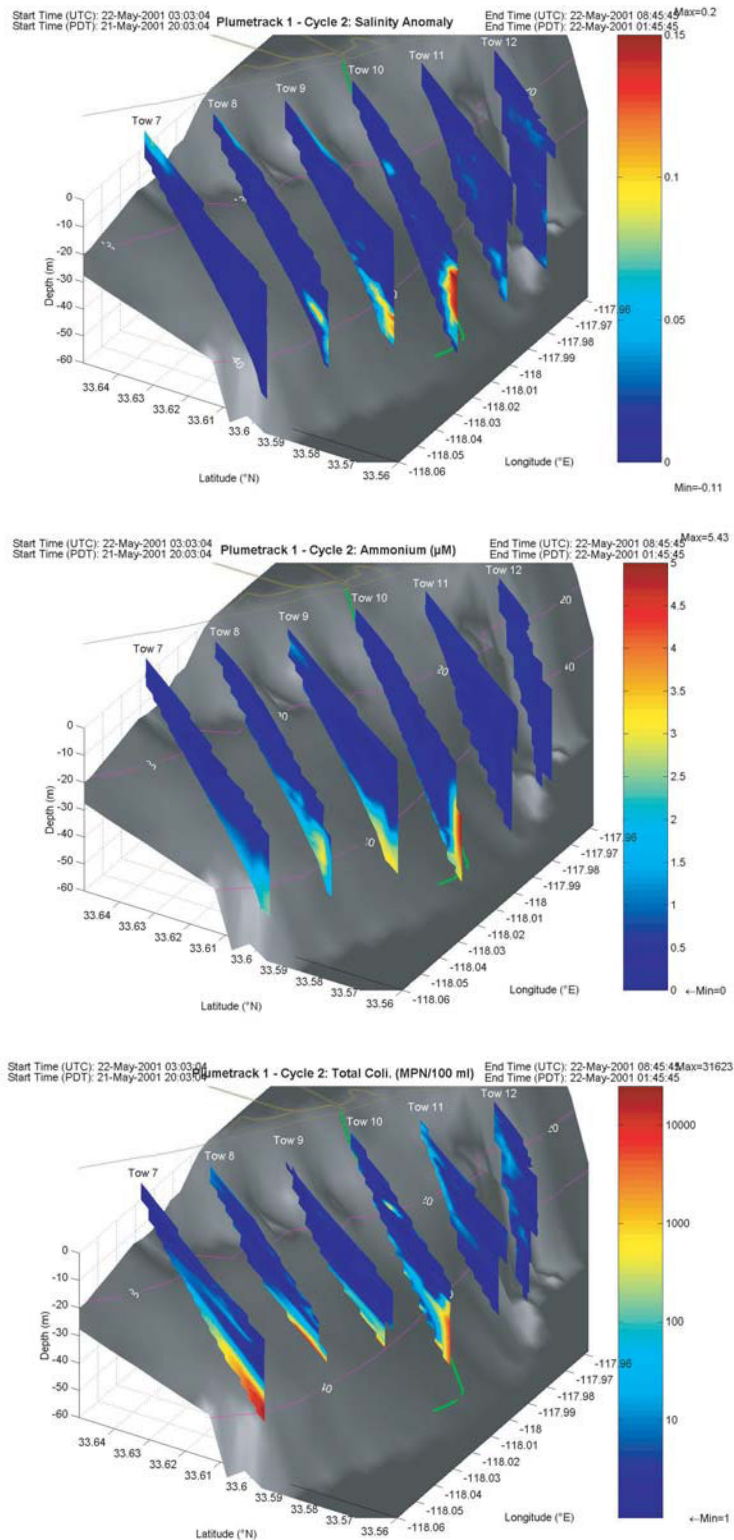 Start Time (UTC): 22-May-2001 03:03:04
Start Time (PDT): 21-May-2001 20:03:04
Plumetrack 1 - Cycle 2: Salinity Anomaly
End Time (UTC): 22-May-2001 08:45:45
End Time (PDT): 22-May-2001 01:45:45
Max=0.2
Tow 7
Tow 8
Tow 9
Tow 10
Tow 11
Tow 12
20
40
0
-10
-20
-30
-40
-50
-60
Depth (m)
33.64
33.63
33.62
33.61
33.6
33.59
33.58
33.57
33.56
Latitude (°N)
-117.96
-117.97
-117.98
-117.99
-118
-118.01
-118.02
-118.03
-118.04
-118.05
-118.06
Longitude (°E)
0.15
0.1
0.05
0
Min=-0.11
Start Time (UTC): 22-May-2001 03:03:04
Start Time (PDT): 21-May-2001 20:03:04
Plumetrack 1 - Cycle 2: Ammonium (µM)
End Time (UTC): 22-May-2001 08:45:45
End Time (PDT): 22-May-2001 01:45:45
Max=5.43
Tow 7
Tow 8
Tow 9
Tow 10
Tow 11
Tow 12
20
40
20
0
-10
-20
-30
-40
-50
-60
Depth (m)
33.64
33.63
33.62
33.61
33.6
33.59
33.58
33.57
33.56
Latitude (°N)
-117.96
-117.97
-117.98
-117.99
-118
-118.01
-118.02
-118.03
-118.04
-118.05
-118.06
Longitude (°E)
5
4.5
4
3.5
3
2.5
2
1.5
1
0.5
0
←Min=0
Start Time (UTC): 22-May-2001 03:03:04
Start Time (PDT): 21-May-2001 20:03:04
Plumetrack 1 - Cycle 2: Total Coli. (MPN/100 ml)
End Time (UTC): 22-May-2001 08:45:45
End Time (PDT): 22-May-2001 01:45:45
Max=31623
Tow 7
Tow 8
Tow 9
Tow 10
Tow 11
Tow 12
20
20
40
0
-10
-20
-30
-40
-50
-60
Depth (m)
33.64
33.63
33.62
33.61
33.6
33.59
33.58
33.57
33.56
Latitude (°N)
-117.96
-117.97
-117.98
-117.99
-118
-118.01
-118.02
-118.03
-118.04
-118.05
-118.06
Longitude (°E)
10000
1000
100
10
←Min=1